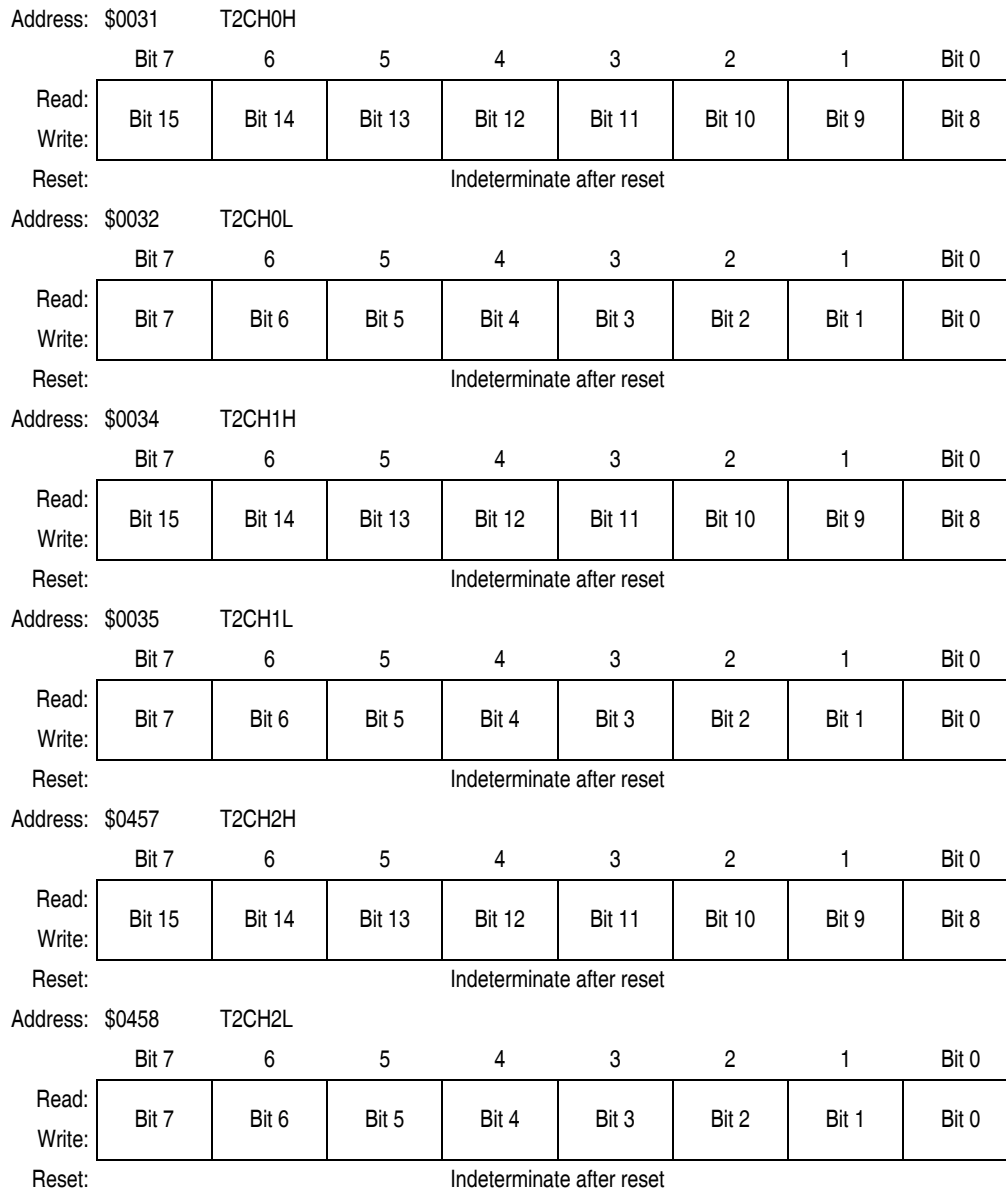 Address: $0031 T2CH0H
Bit 7 6 5 4 3 2 1 Bit 0
Read:
Bit 15 Bit 14 Bit 13 Bit 12 Bit 11 Bit 10 Bit 9 Bit 8
Write:
Reset: Indeterminate after reset
Address: $0032 T2CH0L
Bit 7 6 5 4 3 2 1 Bit 0
Read:
Bit 7 Bit 6 Bit 5 Bit 4 Bit 3 Bit 2 Bit 1 Bit 0
Write:
Reset: Indeterminate after reset
Address: $0034 T2CH1H
Bit 7 6 5 4 3 2 1 Bit 0
Read:
Bit 15 Bit 14 Bit 13 Bit 12 Bit 11 Bit 10 Bit 9 Bit 8
Write:
Reset: Indeterminate after reset
Address: $0035 T2CH1L
Bit 7 6 5 4 3 2 1 Bit 0
Read:
Bit 7 Bit 6 Bit 5 Bit 4 Bit 3 Bit 2 Bit 1 Bit 0
Write:
Reset: Indeterminate after reset
Address: $0457 T2CH2H
Bit 7 6 5 4 3 2 1 Bit 0
Read:
Bit 15 Bit 14 Bit 13 Bit 12 Bit 11 Bit 10 Bit 9 Bit 8
Write:
Reset: Indeterminate after reset
Address: $0458 T2CH2L
Bit 7 6 5 4 3 2 1 Bit 0
Read:
Bit 7 Bit 6 Bit 5 Bit 4 Bit 3 Bit 2 Bit 1 Bit 0
Write:
Reset: Indeterminate after reset